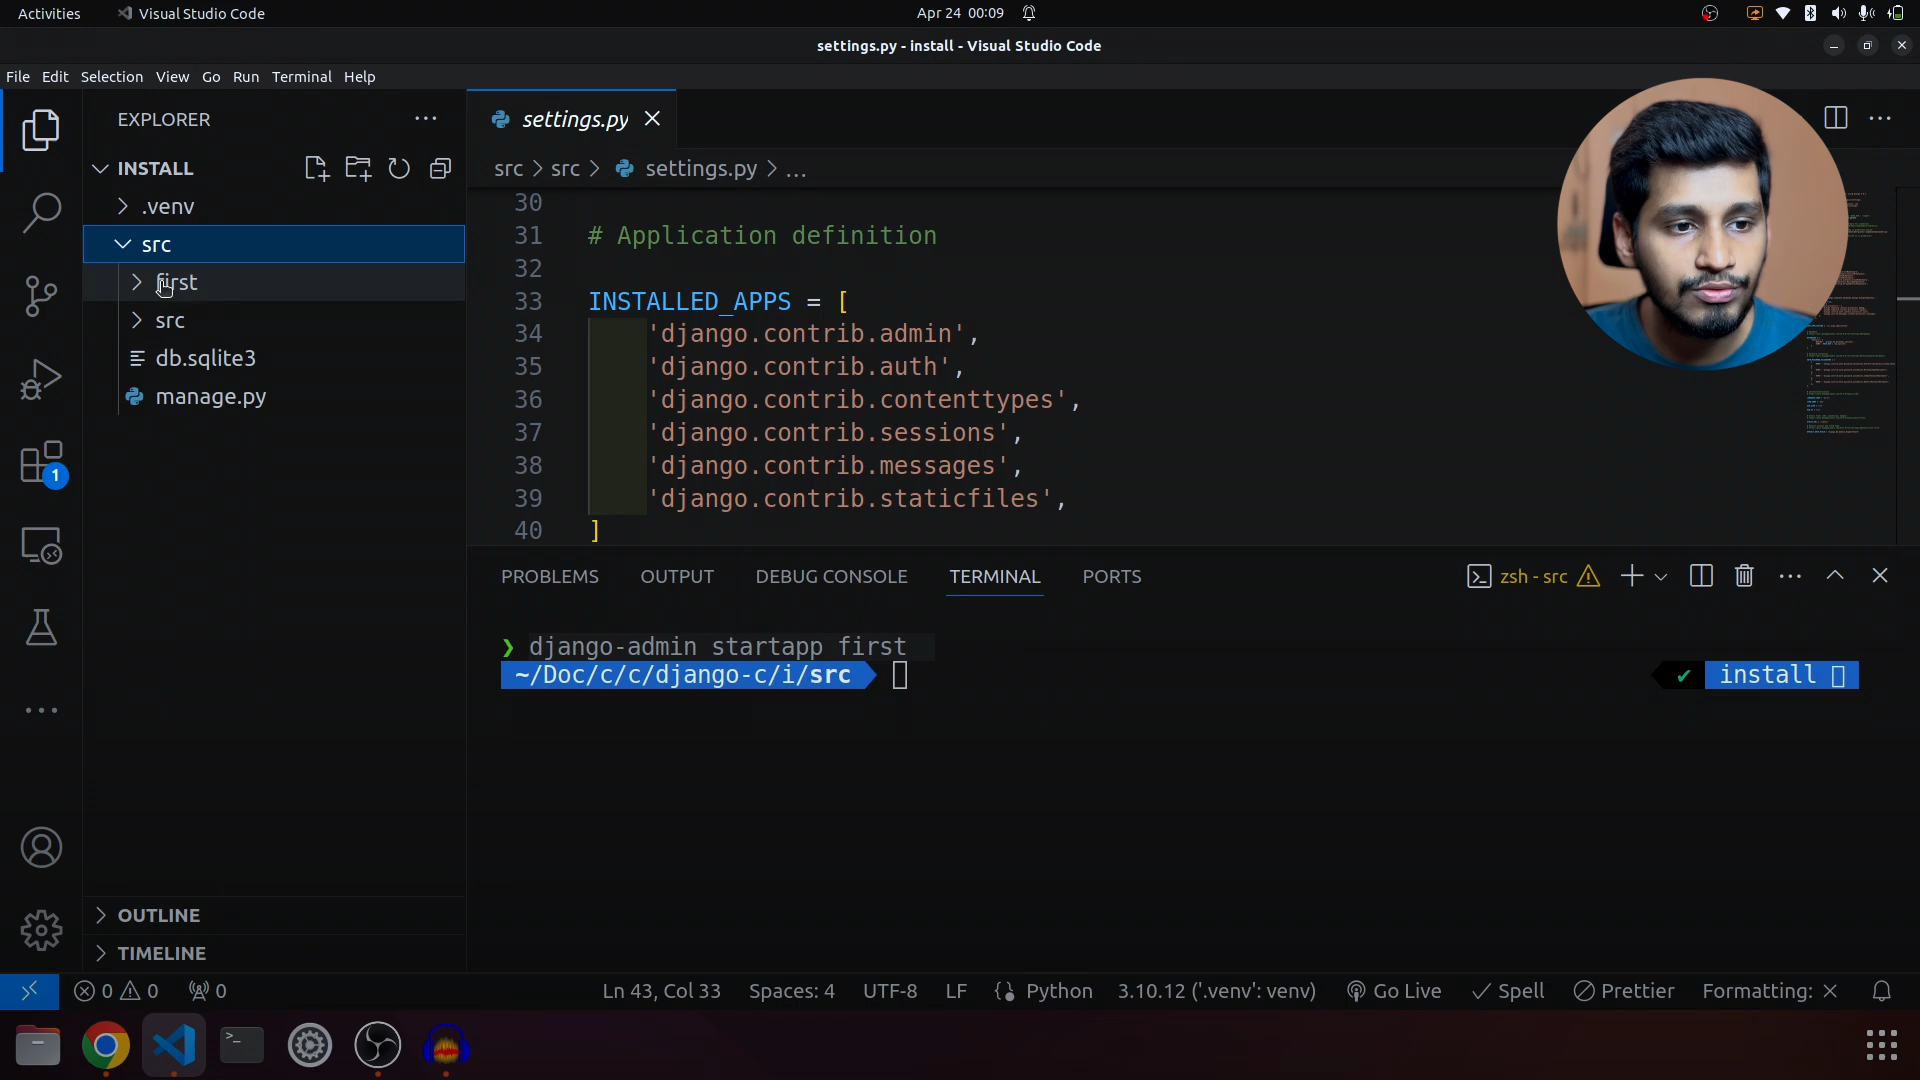 Activities
Visual Studio Code
Apr 24 00:09
settings.py - install - Visual Studio Code
File Edit Selection View Go Run Terminal Help
EXPLORER
INSTALL
.venv
src
first
src
db.sqlite3
manage.py
OUTLINE
TIMELINE
1
settings.py
src > src > settings.py > ...
30
31 # Application definition
32
33 INSTALLED_APPS = [
34 'django.contrib.admin',
35 'django.contrib.auth',
36 'django.contrib.contenttypes',
37 'django.contrib.sessions',
38 'django.contrib.messages',
39 'django.contrib.staticfiles',
40 ]
PROBLEMS OUTPUT DEBUG CONSOLE TERMINAL PORTS
zsh - src
❯ django-admin startapp first
~/Doc/c/c/django-c/i/src
✔ install
0 0 0
Ln 43, Col 33 Spaces: 4 UTF-8 LF Python 3.10.12 ('.venv': venv) Go Live Spell Prettier Formatting: ×